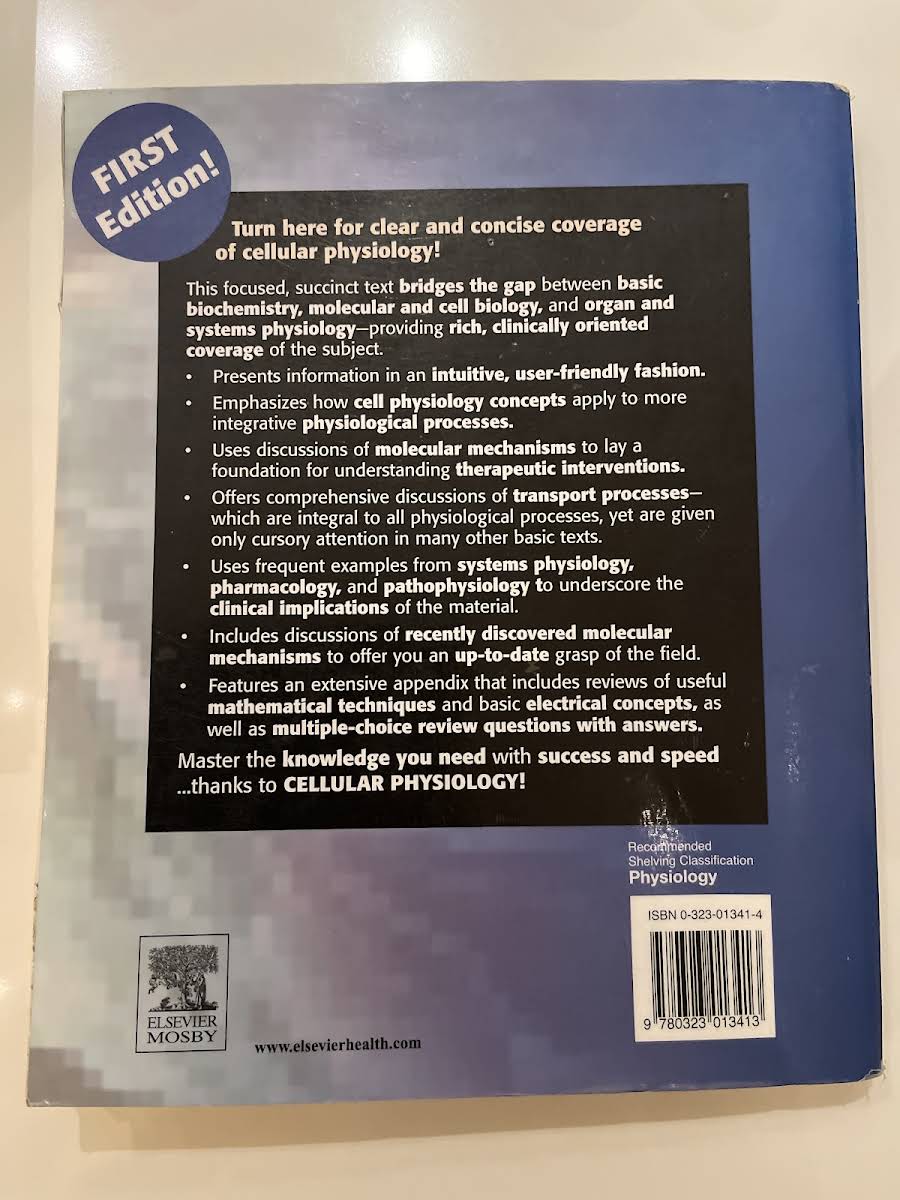 FIRST
Edition!
Turn here for clear and concise coverage
of cellular physiology!
This focused, succinct text bridges the gap between basic
biochemistry, molecular and cell biology, and organ and
systems physiology—providing rich, clinically oriented
coverage of the subject.
• Presents information in an intuitive, user-friendly fashion.
• Emphasizes how cell physiology concepts apply to more
integrative physiological processes.
• Uses discussions of molecular mechanisms to lay a
foundation for understanding therapeutic interventions.
• Offers comprehensive discussions of transport processes—
which are integral to all physiological processes, yet are given
only cursory attention in many other basic texts.
• Uses frequent examples from systems physiology,
pharmacology, and pathophysiology to underscore the
clinical implications of the material.
• Includes discussions of recently discovered molecular
mechanisms to offer you an up-to-date grasp of the field.
• Features an extensive appendix that includes reviews of useful
mathematical techniques and basic electrical concepts, as
well as multiple-choice review questions with answers.
Master the knowledge you need with success and speed
...thanks to CELLULAR PHYSIOLOGY!
Recommended
Shelving Classification
Physiology
ISBN 0-323-01341-4
9 780323 013413
ELSEVIER
MOSBY
www.elsevierhealth.com